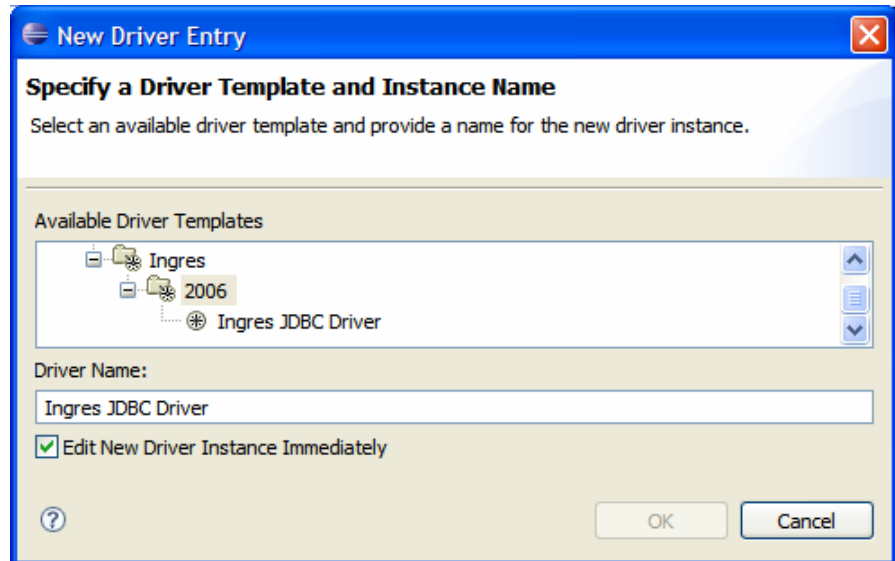 New Driver Entry
Specify a Driver Template and Instance Name
Select an available driver template and provide a name for the new driver instance.
Available Driver Templates
Ingres
2006
Ingres JDBC Driver
Driver Name:
Ingres JDBC Driver
Edit New Driver Instance Immediately
OK Cancel